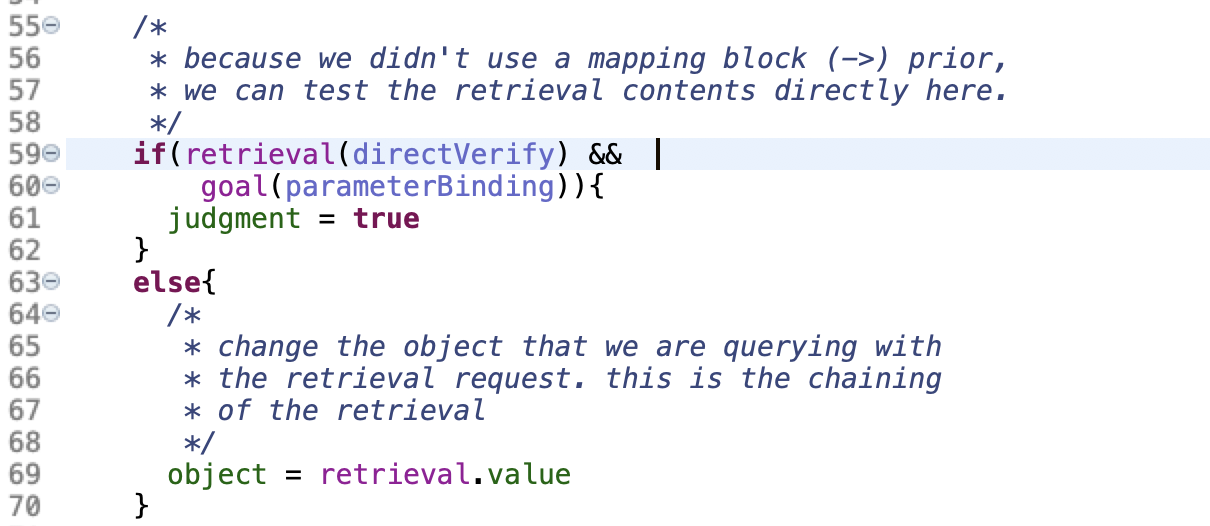 55 /*
56 * because we didn't use a mapping block (->) prior,
57 * we can test the retrieval contents directly here.
58 */
59 if(retrieval(directVerify) &&
60 goal(parameterBinding)){
61 judgment = true
62 }
63 else{
64 /*
65 * change the object that we are querying with
66 * the retrieval request. this is the chaining
67 * of the retrieval
68 */
69 object = retrieval.value
70 }